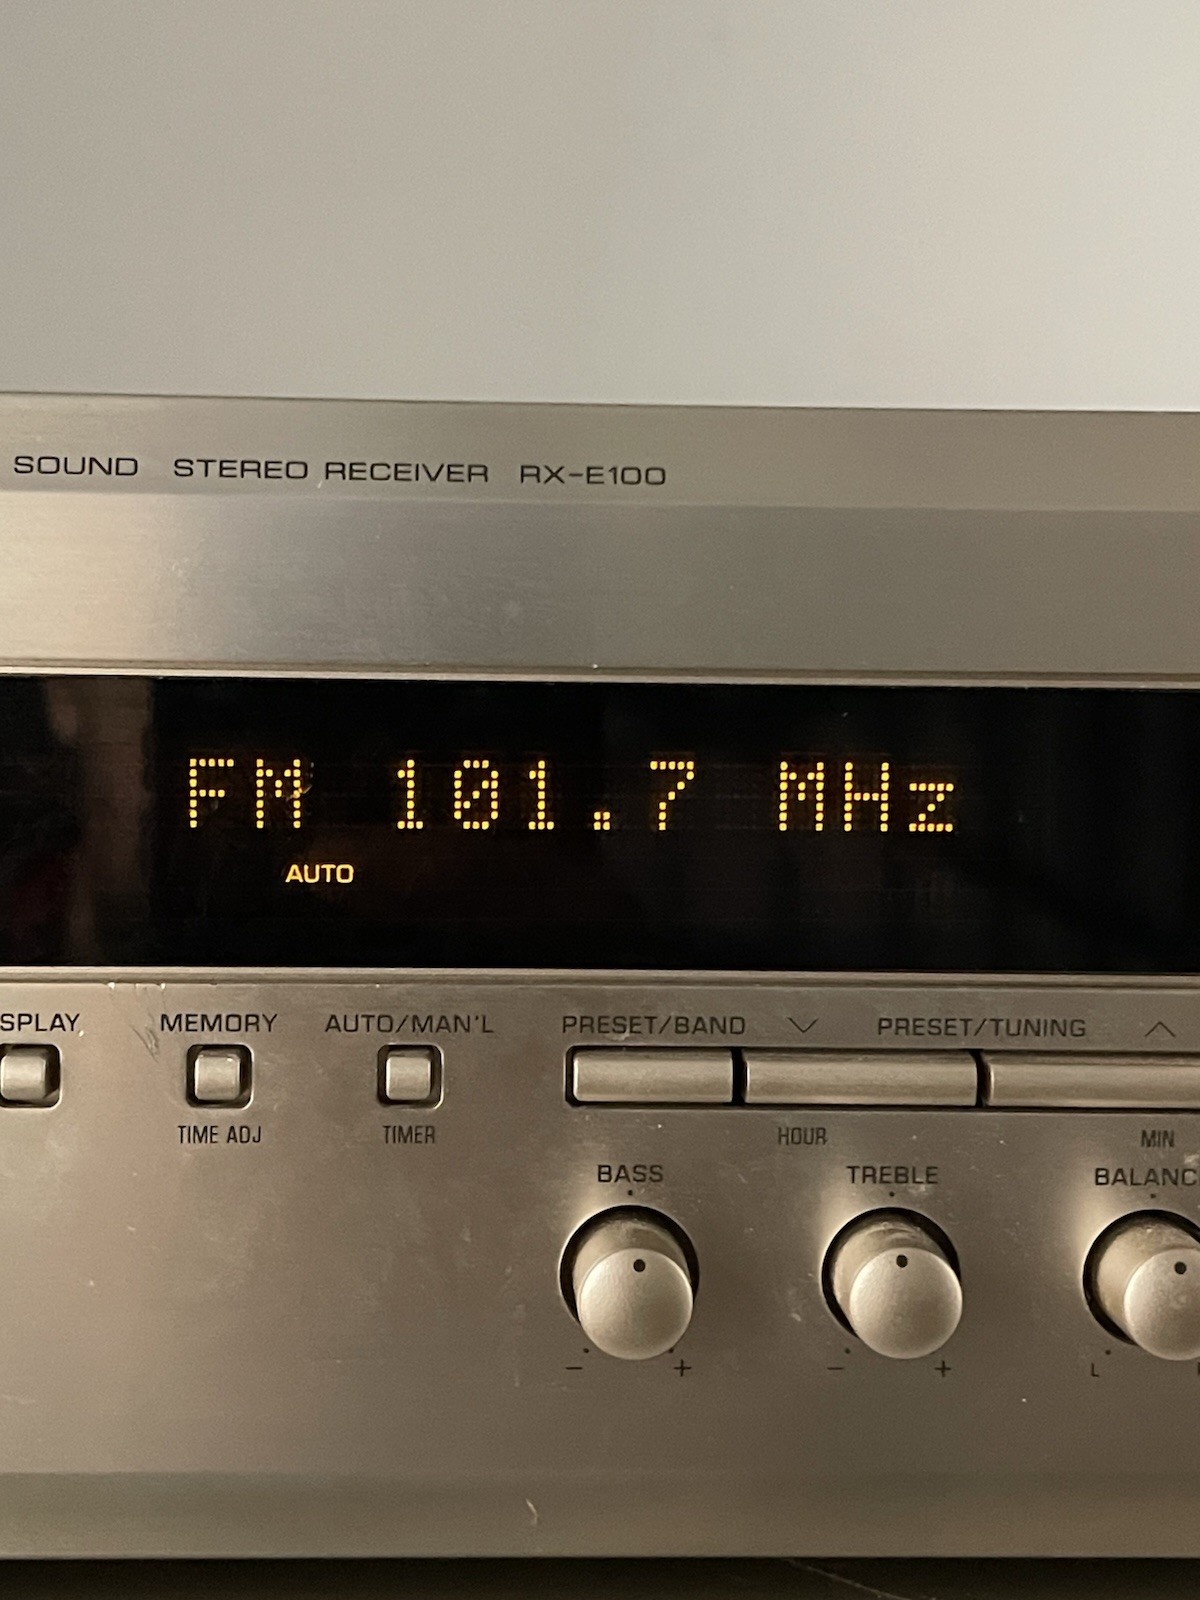 SOUND STEREO RECEIVER RX-E100
FM 101.7 MHz
AUTO
SPLAY MEMORY AUTO/MAN'L PRESET/BAND PRESET/TUNING
TIME ADJ TIMER HOUR MIN
BASS TREBLE BALANC
- + - + L